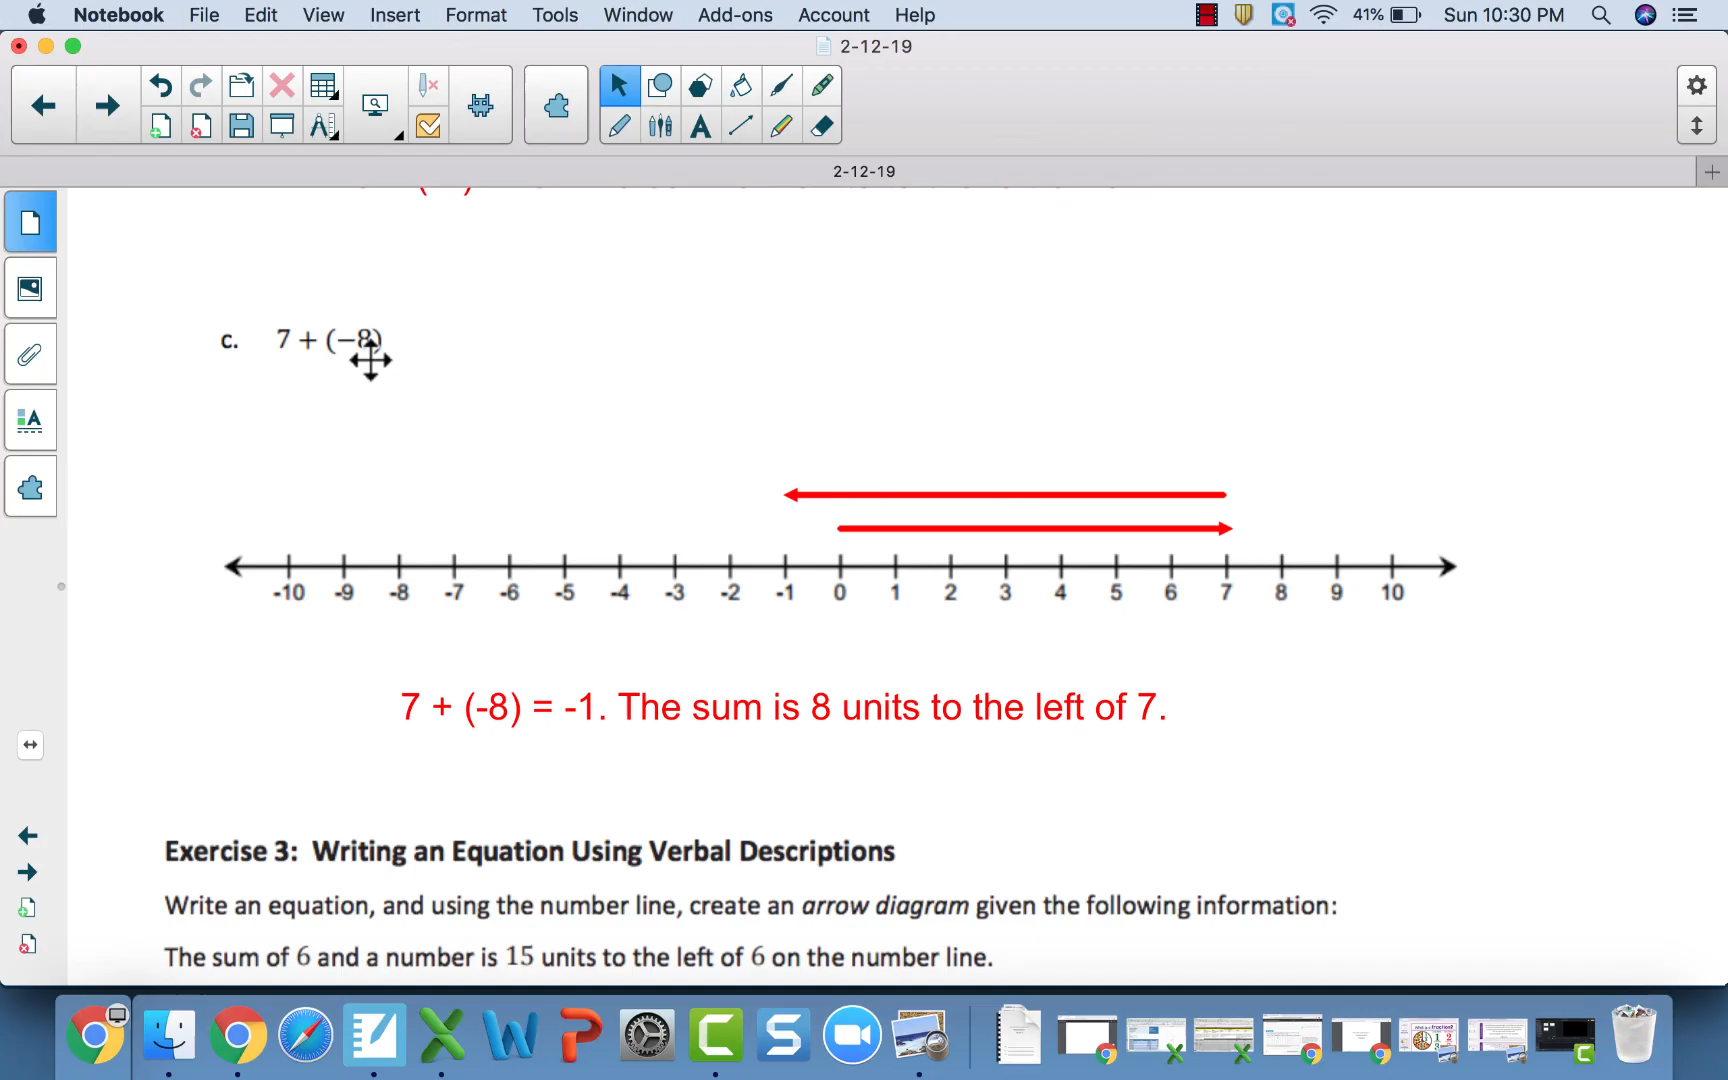 Notebook File Edit View Insert Format Tools Window Add-ons Account Help 41% Sun 10:30 PM
2-12-19
2-12-19
c. 7 + (−8)
-10 -9 -8 -7 -6 -5 -4 -3 -2 -1 0 1 2 3 4 5 6 7 8 9 10
7 + (-8) = -1. The sum is 8 units to the left of 7.
Exercise 3: Writing an Equation Using Verbal Descriptions
Write an equation, and using the number line, create an arrow diagram given the following information:
The sum of 6 and a number is 15 units to the left of 6 on the number line.